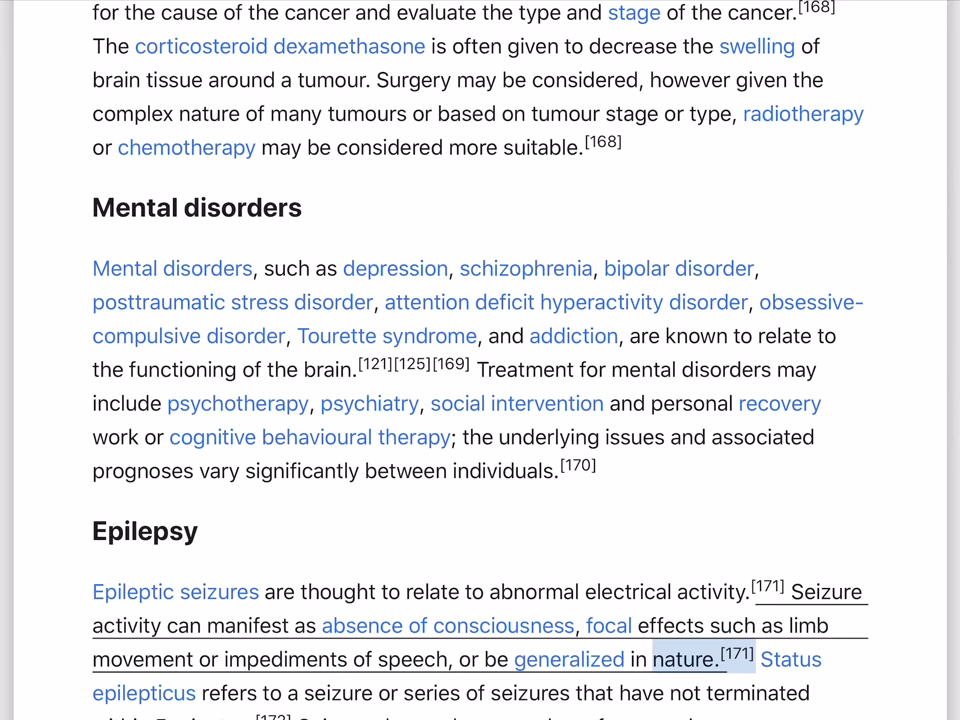 for the cause of the cancer and evaluate the type and stage of the cancer.[168]
The corticosteroid dexamethasone is often given to decrease the swelling of
brain tissue around a tumour. Surgery may be considered, however given the
complex nature of many tumours or based on tumour stage or type, radiotherapy
or chemotherapy may be considered more suitable.[168]
Mental disorders
Mental disorders, such as depression, schizophrenia, bipolar disorder,
posttraumatic stress disorder, attention deficit hyperactivity disorder, obsessive-
compulsive disorder, Tourette syndrome, and addiction, are known to relate to
the functioning of the brain.[121][125][169] Treatment for mental disorders may
include psychotherapy, psychiatry, social intervention and personal recovery
work or cognitive behavioural therapy; the underlying issues and associated
prognoses vary significantly between individuals.[170]
Epilepsy
Epileptic seizures are thought to relate to abnormal electrical activity.[171] Seizure
activity can manifest as absence of consciousness, focal effects such as limb
movement or impediments of speech, or be generalized in nature.[171] Status
epilepticus refers to a seizure or series of seizures that have not terminated